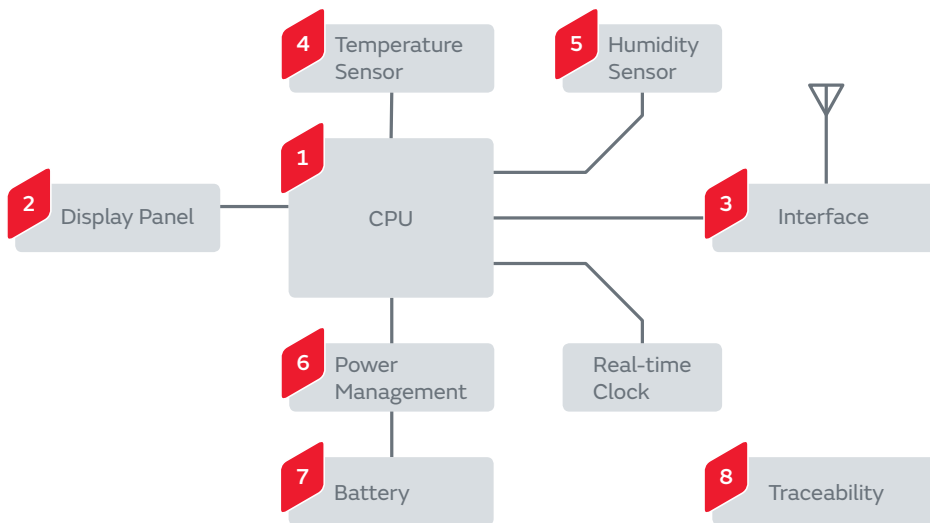 4
Temperature
Sensor
5
Humidity
Sensor
1
CPU
2
Display Panel
3
Interface
6
Power
Management
Real-time
Clock
7
Battery
8
Traceability